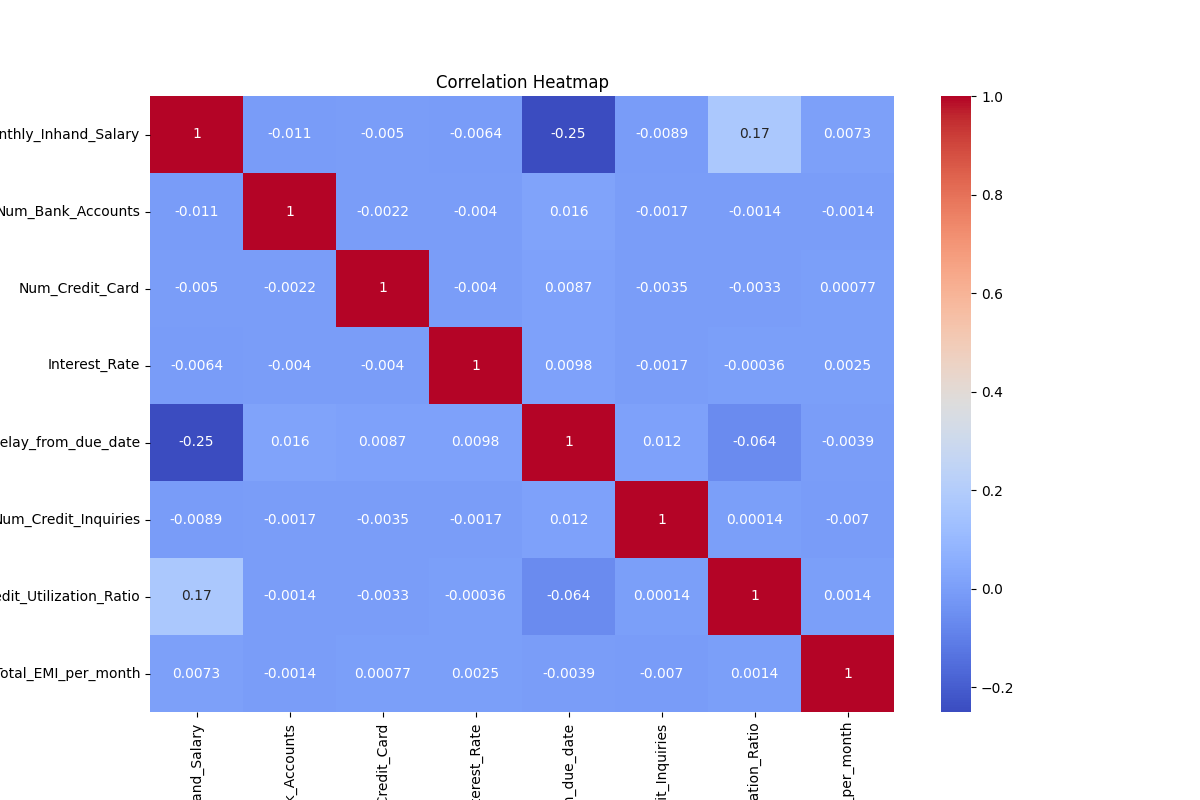 Correlation Heatmap
nthly_Inhand_Salary 1 -0.011 -0.005 -0.0064 -0.25 -0.0089 0.17 0.0073
Num_Bank_Accounts -0.011 1 -0.0022 -0.004 0.016 -0.0017 -0.0014 -0.0014
Num_Credit_Card -0.005 -0.0022 1 -0.004 0.0087 -0.0035 -0.0033 0.00077
Interest_Rate -0.0064 -0.004 -0.004 1 0.0098 -0.0017 -0.00036 0.0025
elay_from_due_date -0.25 0.016 0.0087 0.0098 1 0.012 -0.064 -0.0039
Num_Credit_Inquiries -0.0089 -0.0017 -0.0035 -0.0017 0.012 1 0.00014 -0.007
edit_Utilization_Ratio 0.17 -0.0014 -0.0033 -0.00036 -0.064 0.00014 1 0.0014
Total_EMI_per_month 0.0073 -0.0014 0.00077 0.0025 -0.0039 -0.007 0.0014 1
and_Salary
k_Accounts
Credit_Card
terest_Rate
n_due_date
it_Inquiries
ation_Ratio
_per_month
1.0
0.8
0.6
0.4
0.2
0.0
−0.2